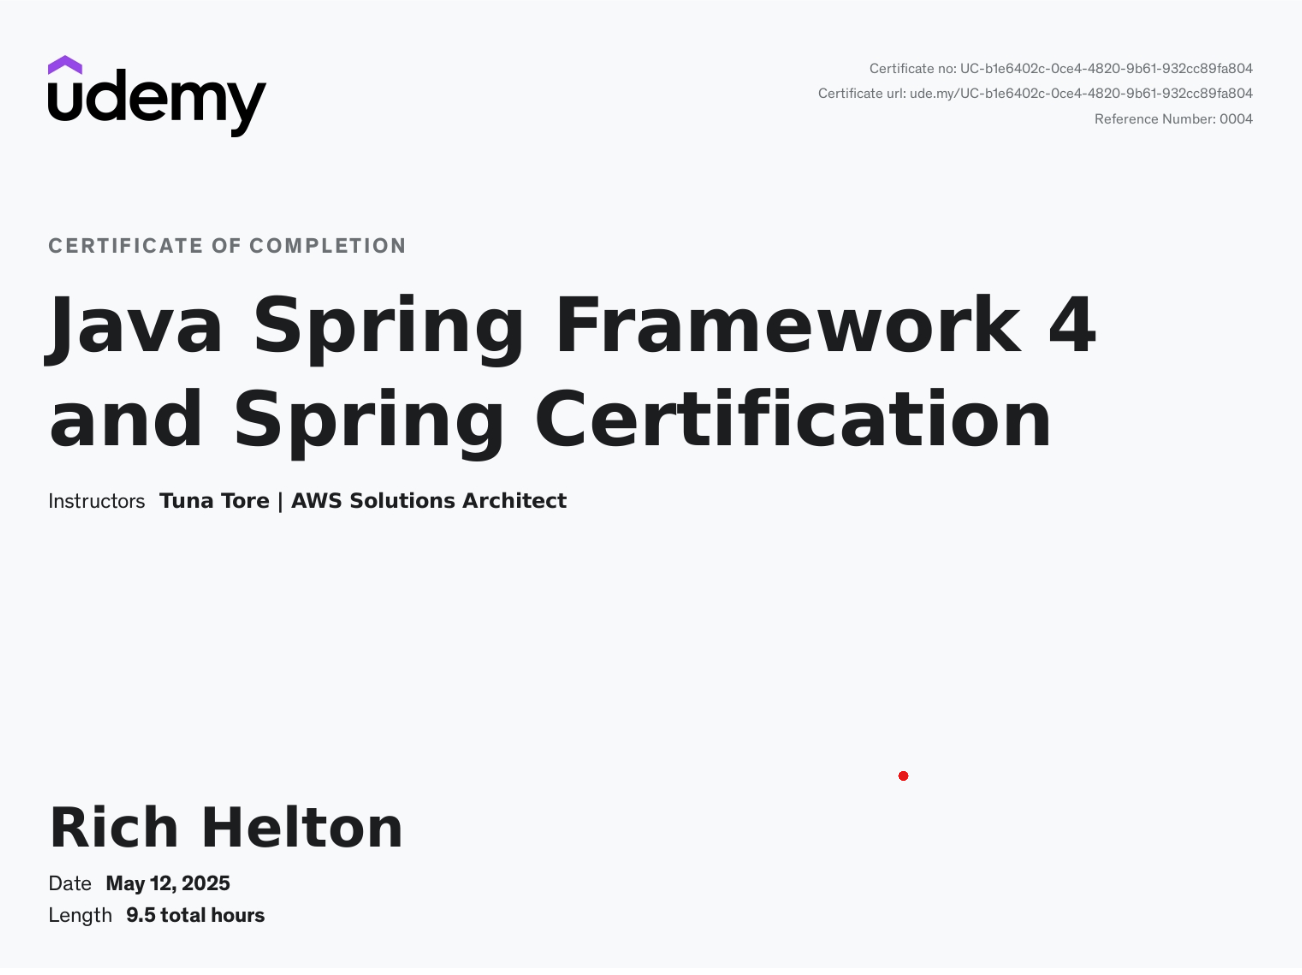 udemy
Certificate no: UC-b1e6402c-0ce4-4820-9b61-932cc89fa804
Certificate url: ude.my/UC-b1e6402c-0ce4-4820-9b61-932cc89fa804
Reference Number: 0004
CERTIFICATE OF COMPLETION
Java Spring Framework 4
and Spring Certification
Instructors Tuna Tore | AWS Solutions Architect
Rich Helton
Date May 12, 2025
Length 9.5 total hours